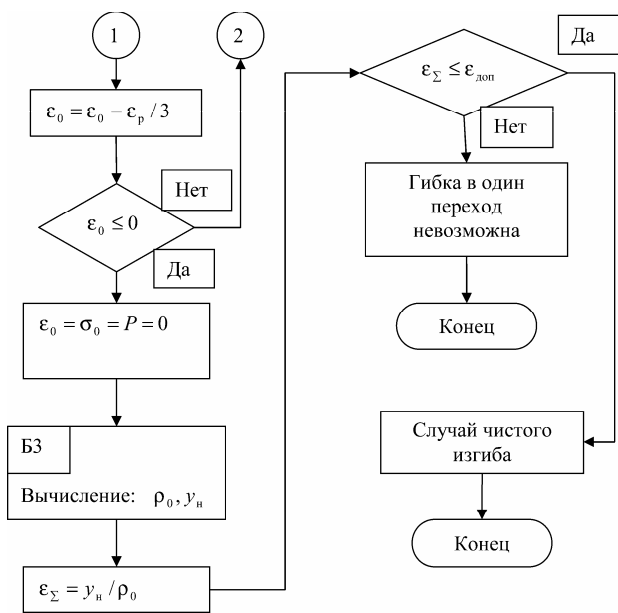 1
2
ε₀ = ε₀ − εₚ / 3
Нет
ε₀ ≤ 0
Да
ε₀ = σ₀ = P = 0
Б3
Вычисление: ρ₀, yₙ
ε_Σ = yₙ / ρ₀
Да
ε_Σ ≤ ε_доп
Нет
Гибка в один
переход
невозможна
Конец
Случай чистого
изгиба
Конец